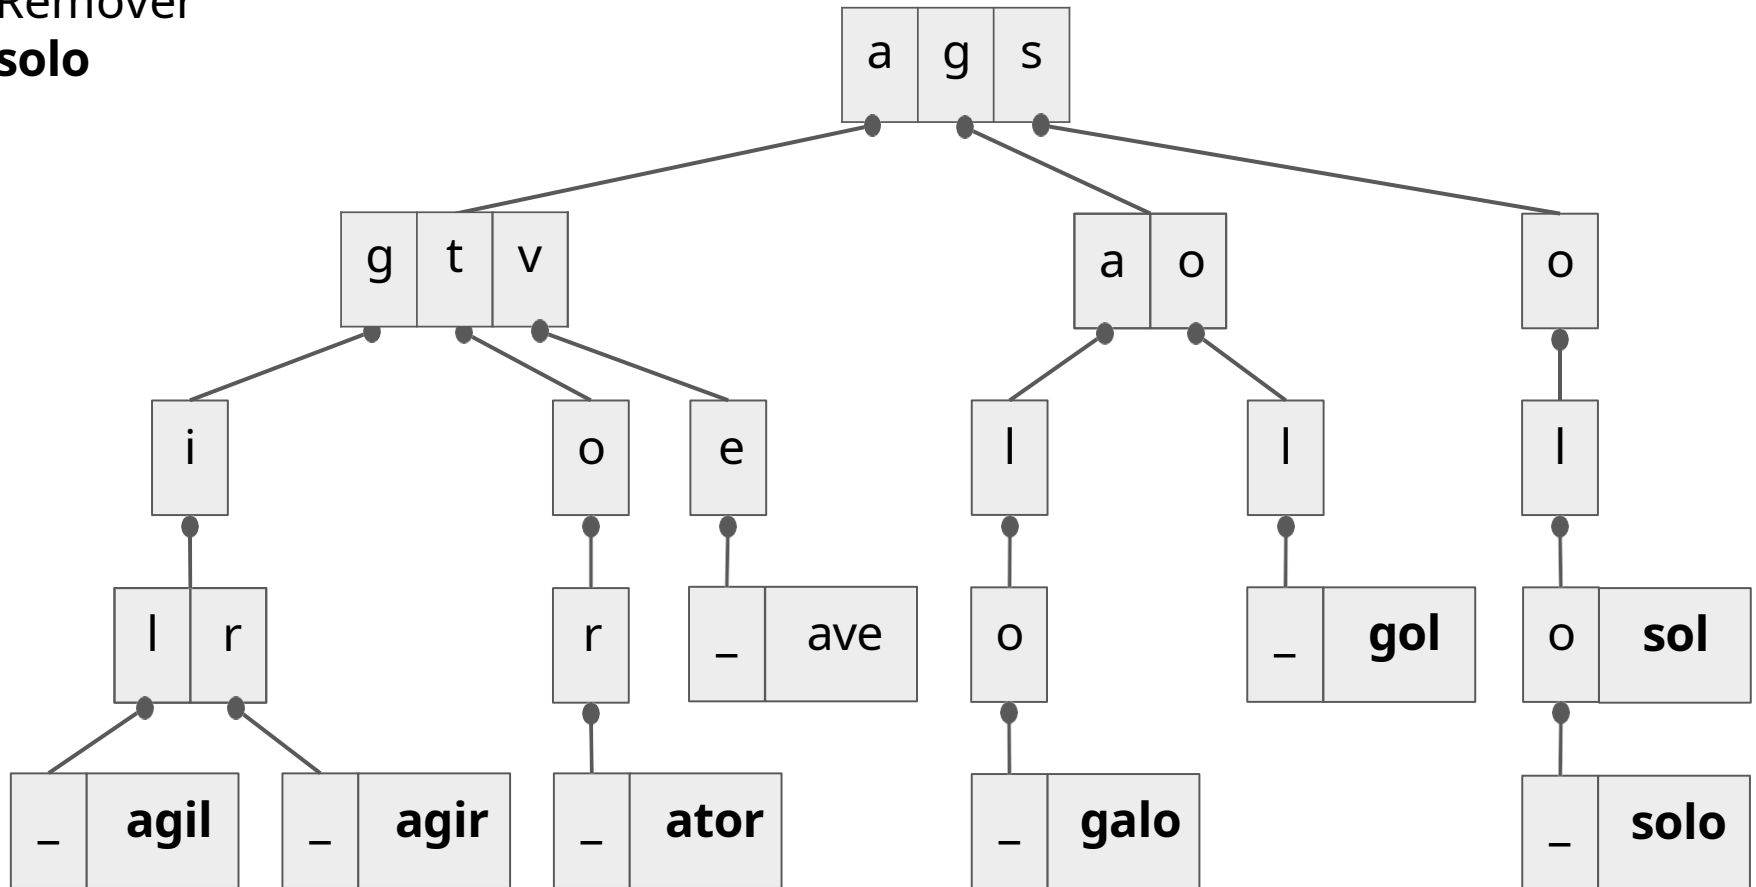 Remover
solo
a g s
g t v
a o
o
i
o
e
l
l
l
l r
r
_ ave
o
_ gol
o sol
_ agil
_ agir
_ ator
_ galo
_ solo